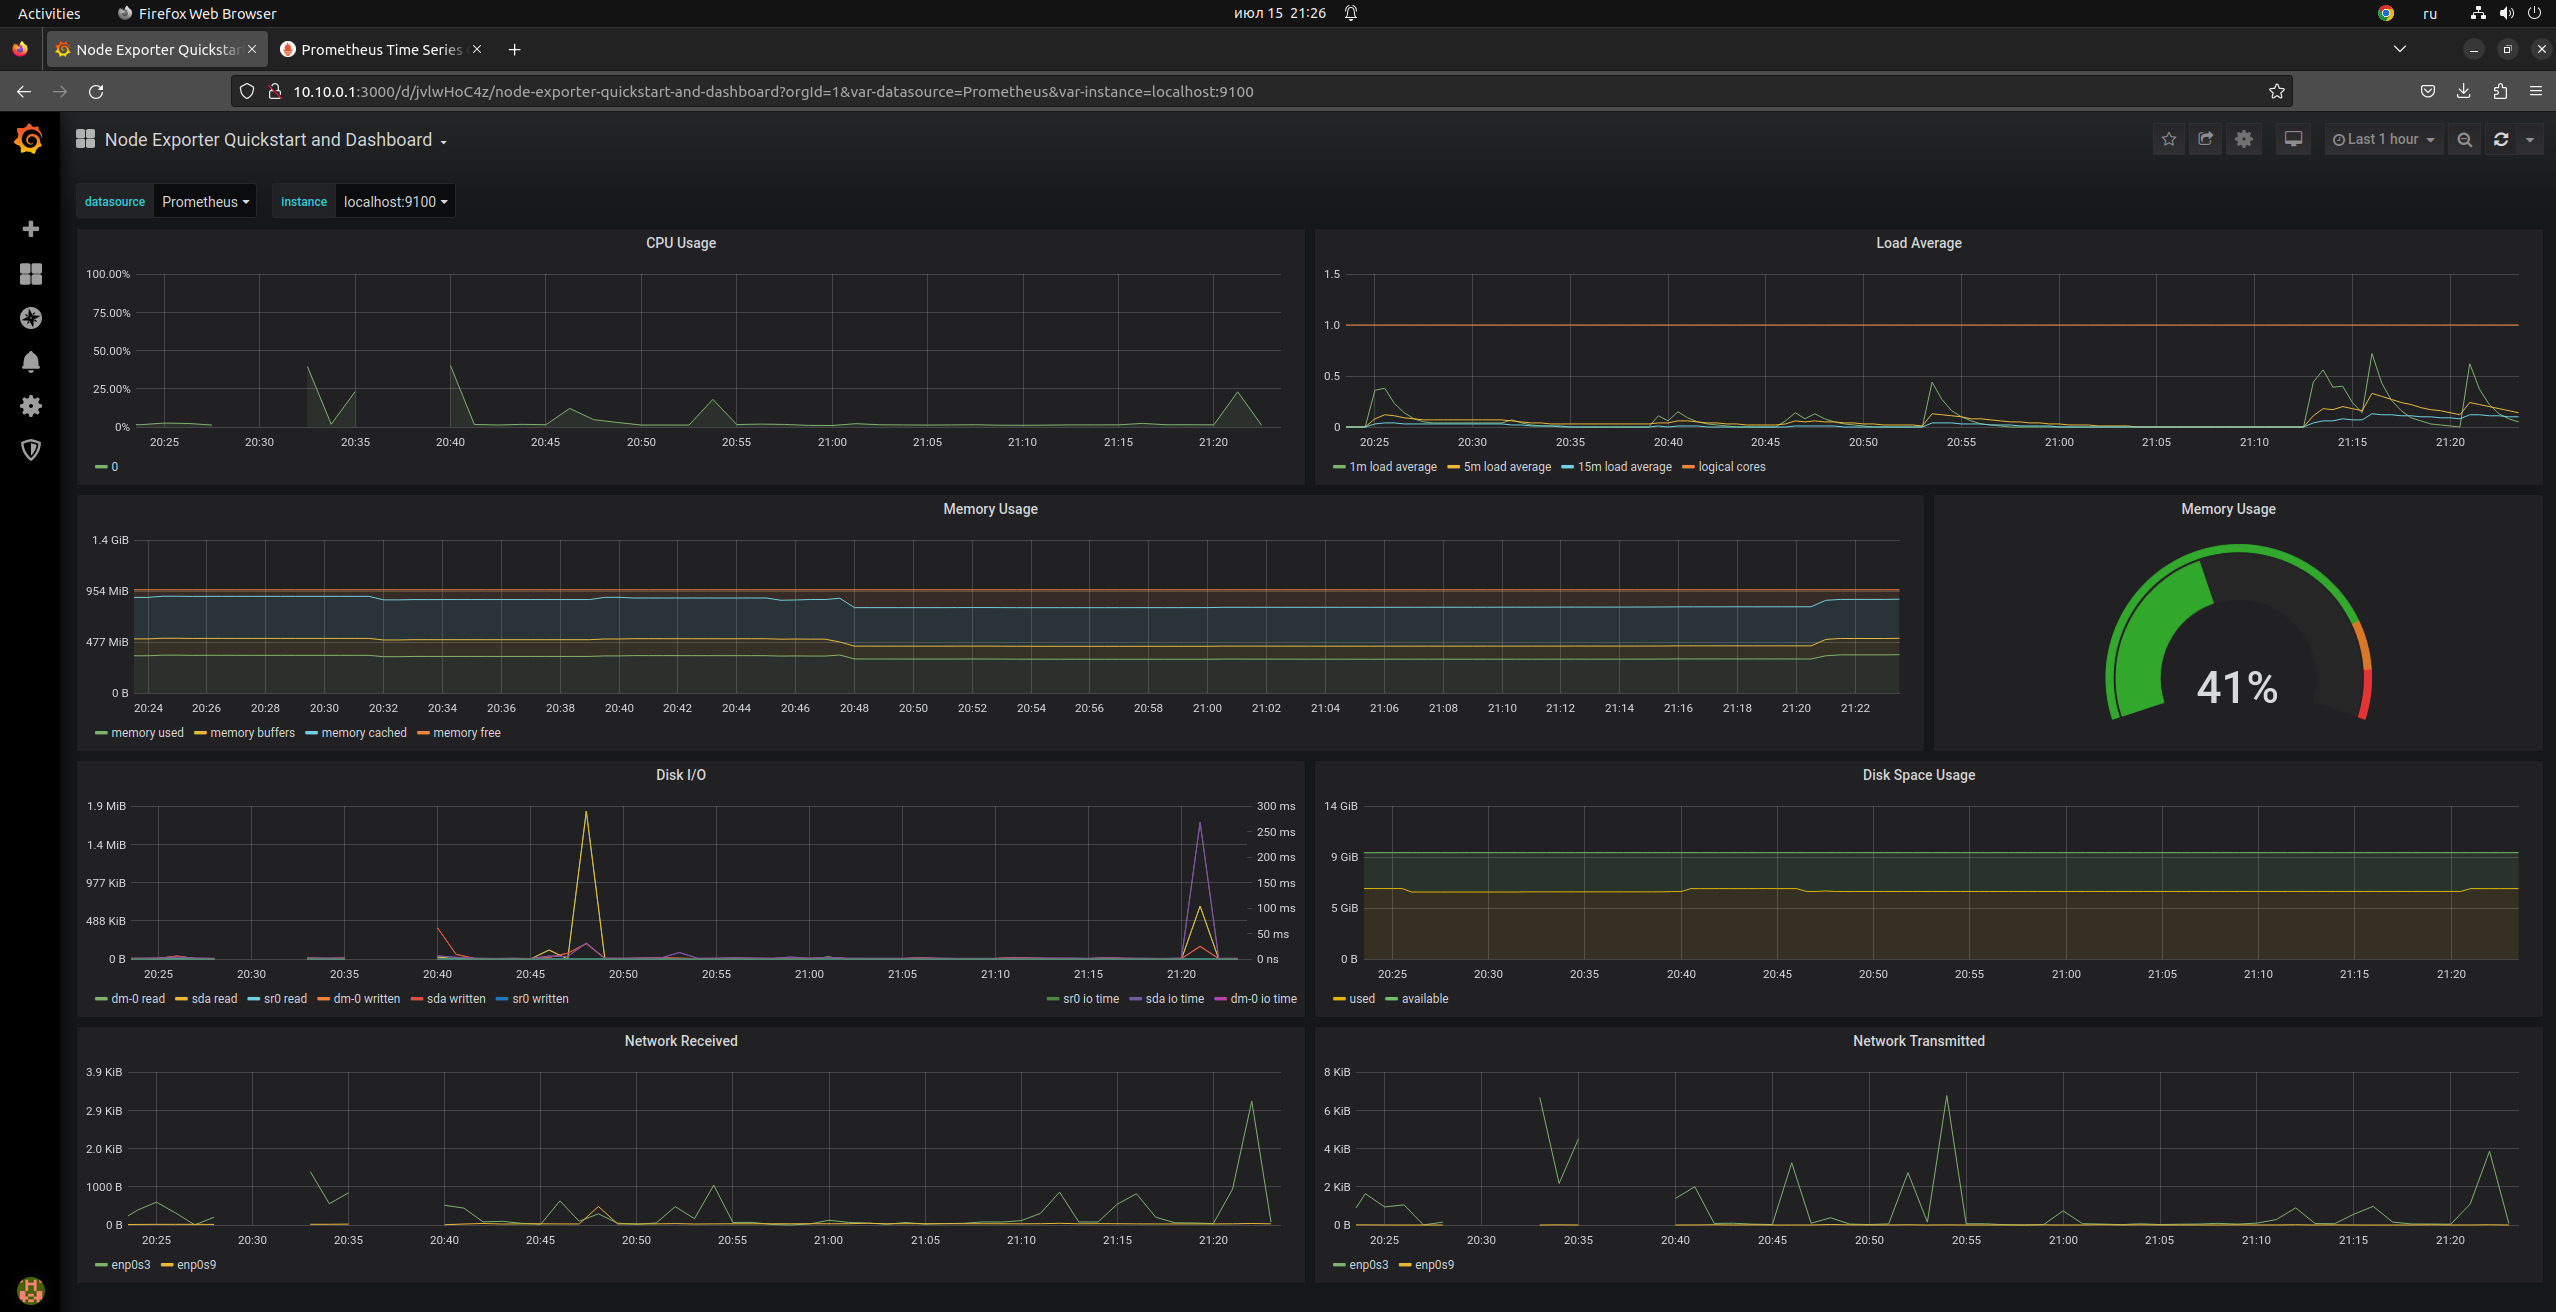 Activities Firefox Web Browser июл 15 21:26 ru
Node Exporter Quickstar Prometheus Time Series
10.10.0.1:3000/d/jvlwHoC4z/node-exporter-quickstart-and-dashboard?orgId=1&var-datasource=Prometheus&var-instance=localhost:9100
Node Exporter Quickstart and Dashboard Last 1 hour
datasource Prometheus instance localhost:9100
CPU Usage
100.00%
75.00%
50.00%
25.00%
0%
20:25 20:30 20:35 20:40 20:45 20:50 20:55 21:00 21:05 21:10 21:15 21:20
0
Load Average
1.5
1.0
0.5
0
20:25 20:30 20:35 20:40 20:45 20:50 20:55 21:00 21:05 21:10 21:15 21:20
1m load average 5m load average 15m load average logical cores
Memory Usage
1.4 GiB
954 MiB
477 MiB
0 B
20:24 20:26 20:28 20:30 20:32 20:34 20:36 20:38 20:40 20:42 20:44 20:46 20:48 20:50 20:52 20:54 20:56 20:58 21:00 21:02 21:04 21:06 21:08 21:10 21:12 21:14 21:16 21:18 21:20 21:22
memory used memory buffers memory cached memory free
Memory Usage
41%
Disk I/O
1.9 MiB 300 ms
250 ms
1.4 MiB
200 ms
977 KiB 150 ms
488 KiB 100 ms
50 ms
0 B 0 ns
20:25 20:30 20:35 20:40 20:45 20:50 20:55 21:00 21:05 21:10 21:15 21:20
dm-0 read sda read sr0 read dm-0 written sda written sr0 written sr0 io time sda io time dm-0 io time
Disk Space Usage
14 GiB
9 GiB
5 GiB
0 B
20:25 20:30 20:35 20:40 20:45 20:50 20:55 21:00 21:05 21:10 21:15 21:20
used available
Network Received
3.9 KiB
2.9 KiB
2.0 KiB
1000 B
0 B
20:25 20:30 20:35 20:40 20:45 20:50 20:55 21:00 21:05 21:10 21:15 21:20
enp0s3 enp0s9
Network Transmitted
8 KiB
6 KiB
4 KiB
2 KiB
0 B
20:25 20:30 20:35 20:40 20:45 20:50 20:55 21:00 21:05 21:10 21:15 21:20
enp0s3 enp0s9